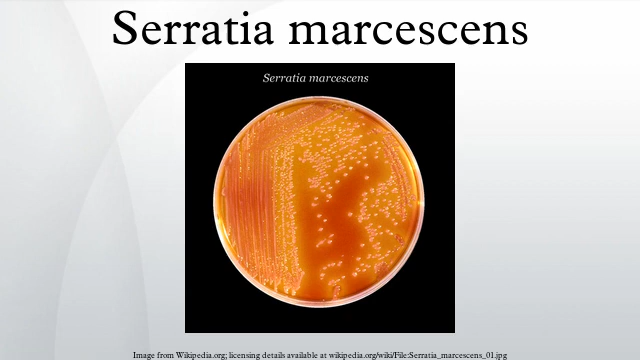 Serratia marcescens
Serratia marcescens
Image from Wikipedia.org; licensing details available at wikipedia.org/wiki/File:Serratia_marcescens_01.jpg